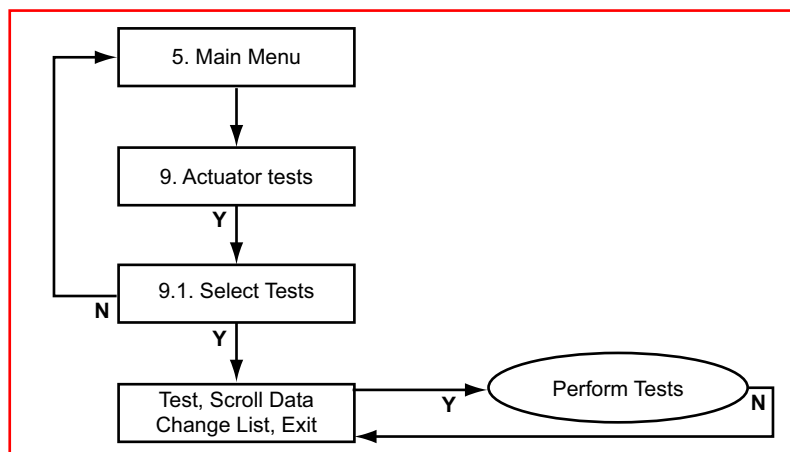 5. Main Menu
9. Actuator tests
Y
9.1. Select Tests
N
Y
Test, Scroll Data
Change List, Exit
Y
Perform Tests
N